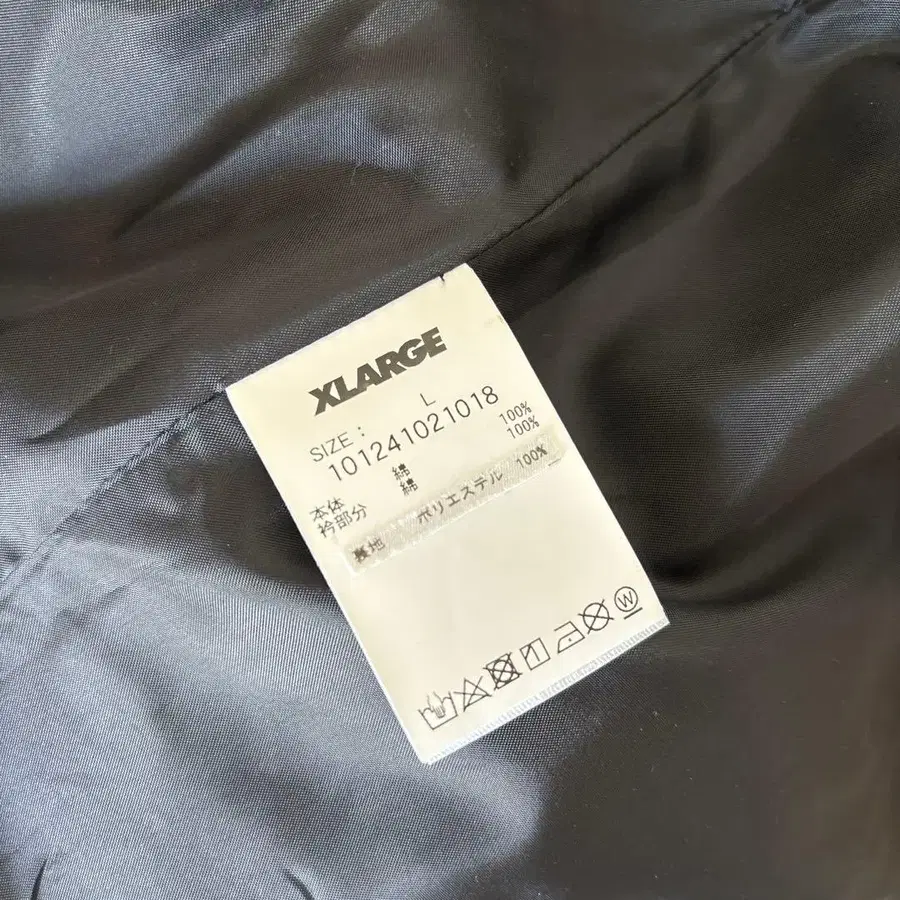 XLARGE
SIZE : L
101241021018
本体 綿 100%
衿部分 綿 100%
裏地 ポリエステル 100%
W